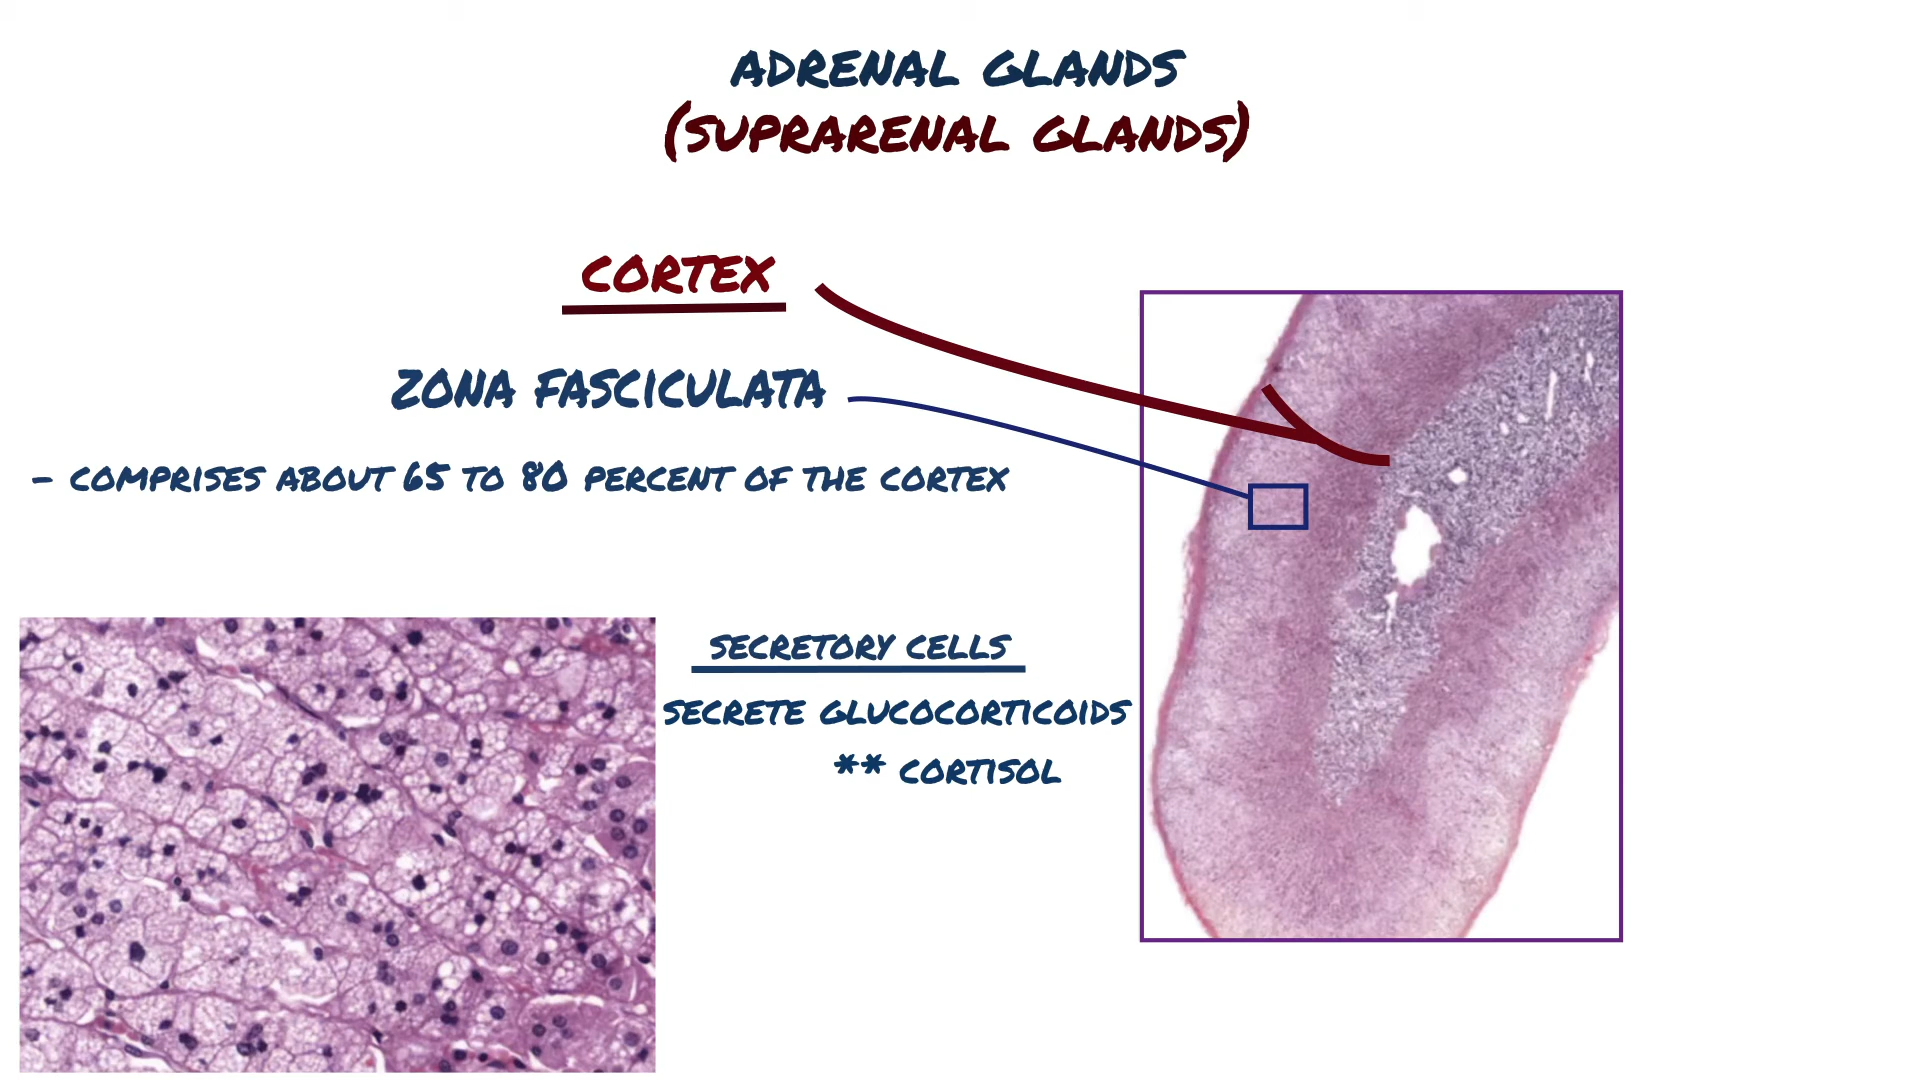 ADRENAL GLANDS
(SUPRARENAL GLANDS)
CORTEX
ZONA FASCICULATA
- COMPRISES ABOUT 65 TO 80 PERCENT OF THE CORTEX
SECRETORY CELLS
SECRETE GLUCOCORTICOIDS
** CORTISOL